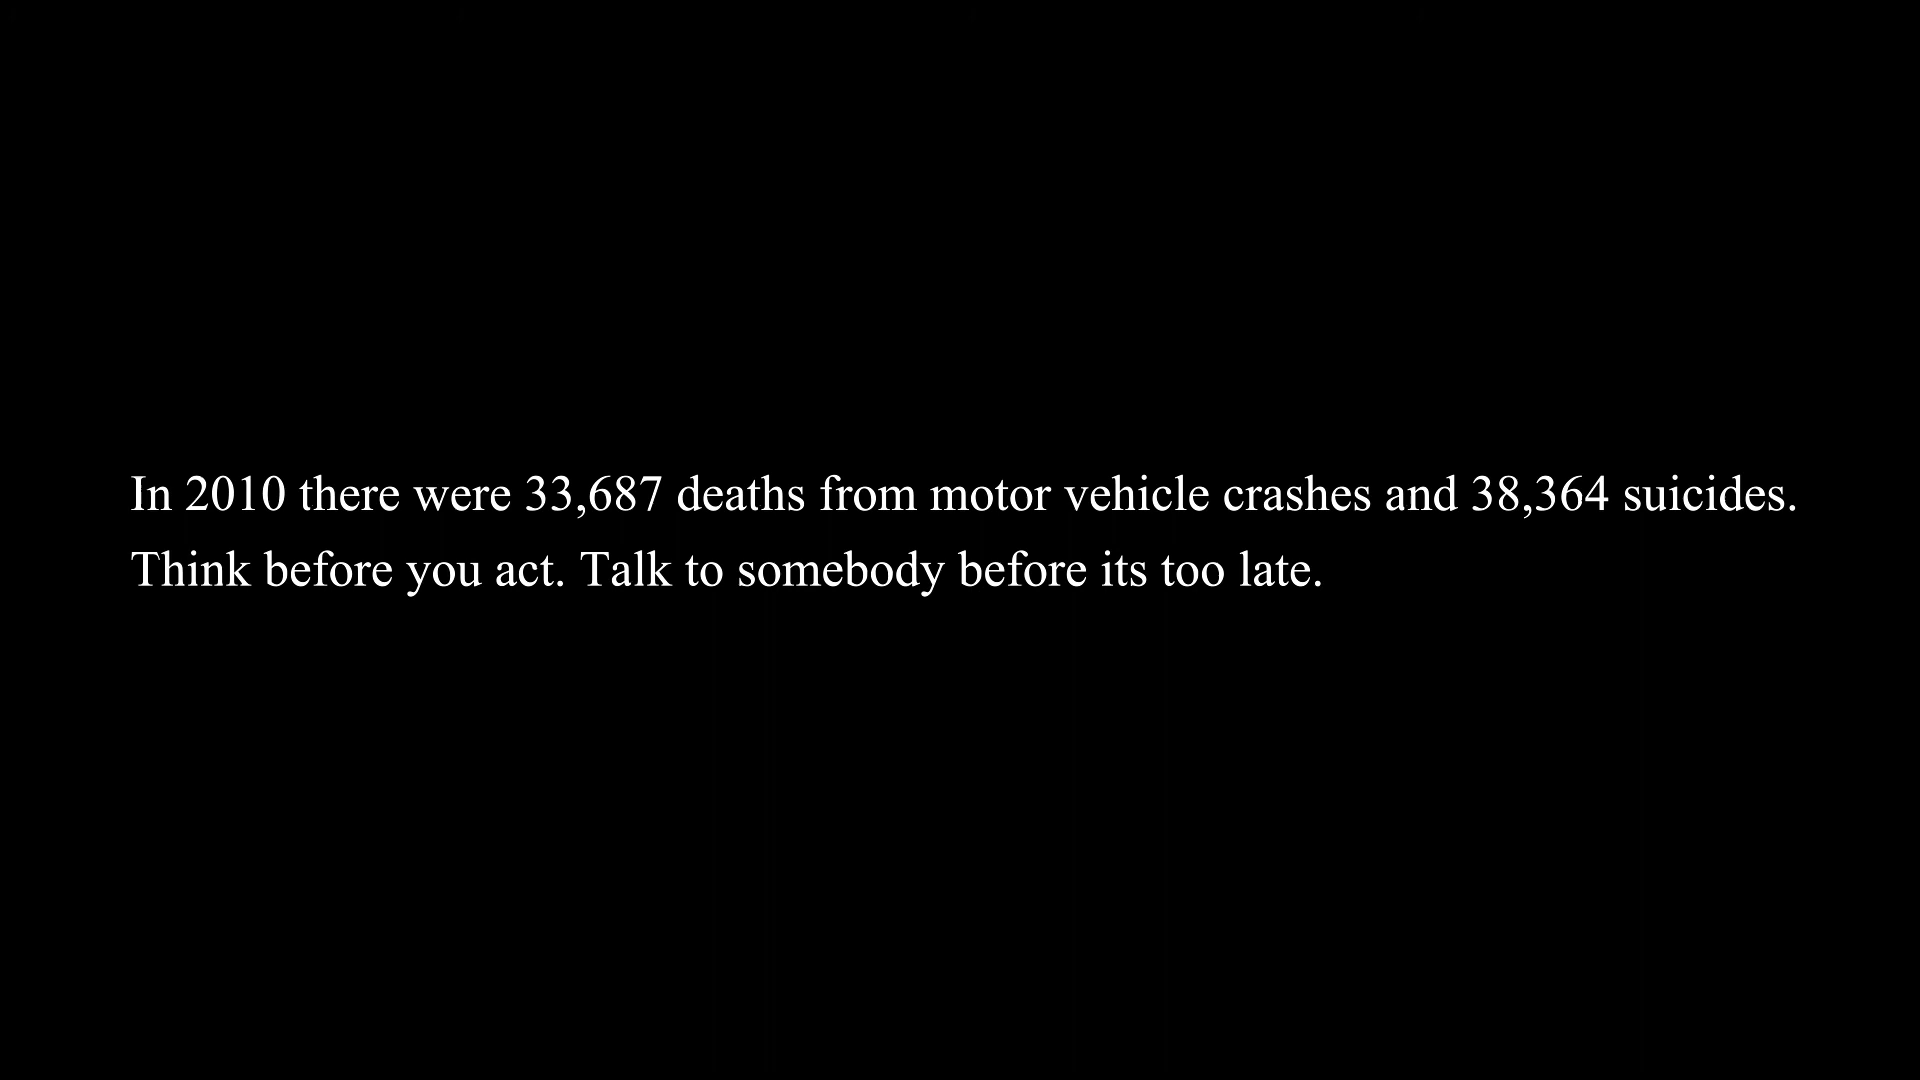 In 2010 there were 33,687 deaths from motor vehicle crashes and 38,364 suicides.
Think before you act. Talk to somebody before its too late.